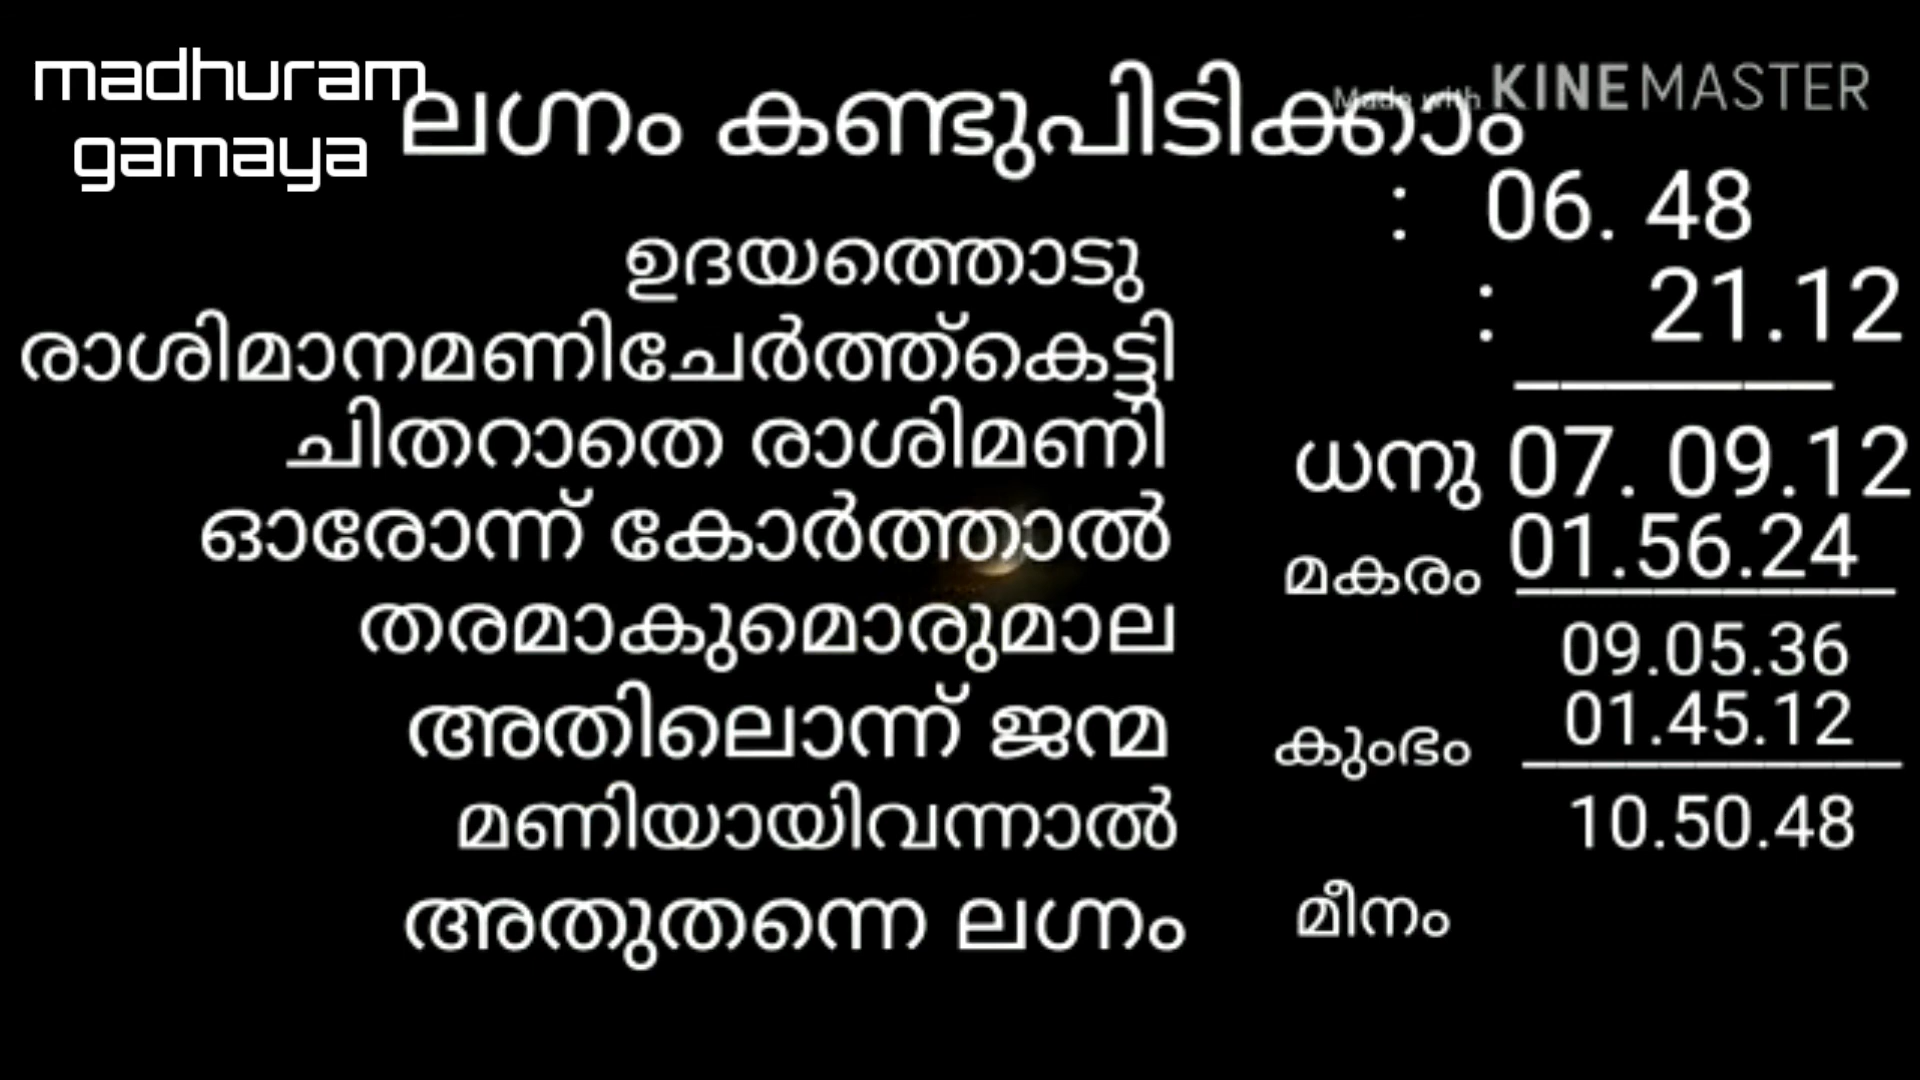 madhuram
gamaya
ലഗ്നം കണ്ടുപിടിക്കാം
Made with KINEMASTER
: 06. 48
ഉദയത്തൊടു
: 21.12
രാശിമാനമണിചേർത്ത്കെട്ടി
ചിതറാതെ രാശിമണി
ധനു 07. 09.12
ഓരോന്ന് കോർത്താൽ
മകരം 01.56.24
തരമാകുമൊരുമാല
09.05.36
അതിലൊന്ന് ജന്മ
കുംഭം 01.45.12
മണിയായിവന്നാൽ
10.50.48
അതുതന്നെ ലഗ്നം
മീനം